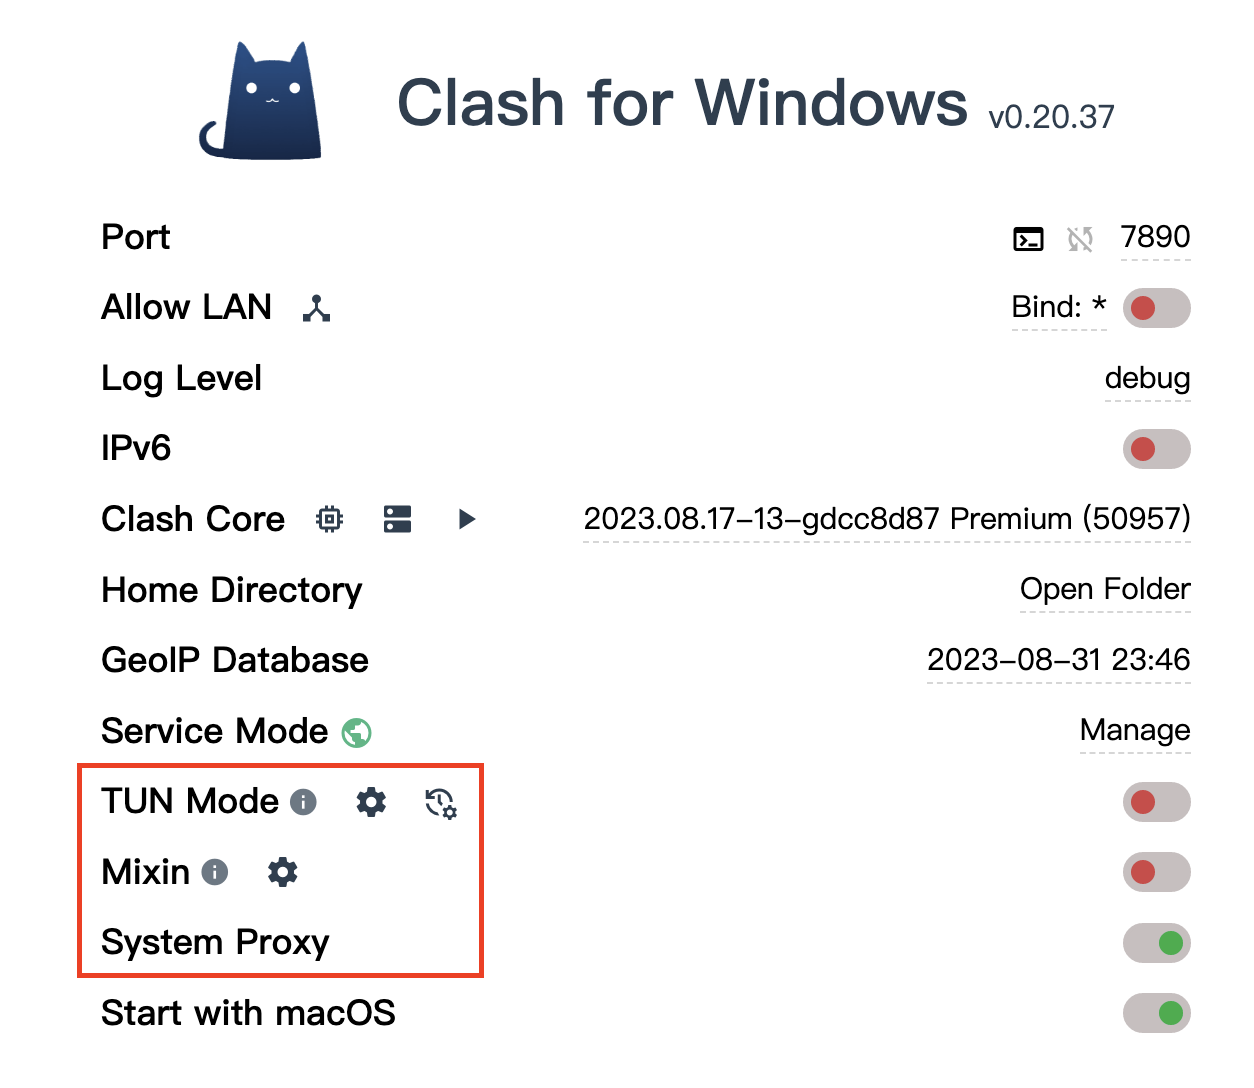 Clash for Windows v0.20.37
Port 7890
Allow LAN Bind: *
Log Level debug
IPv6
Clash Core 2023.08.17-13-gdcc8d87 Premium (50957)
Home Directory Open Folder
GeoIP Database 2023-08-31 23:46
Service Mode Manage
TUN Mode
Mixin
System Proxy
Start with macOS